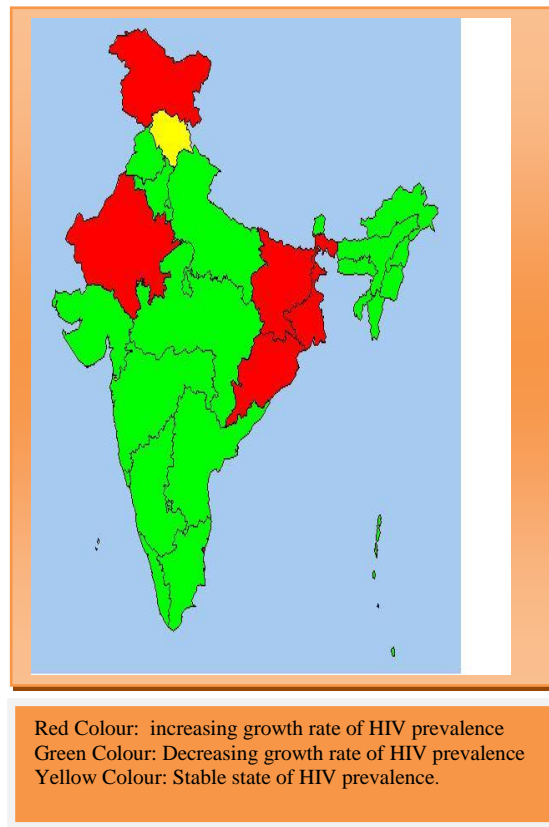 Red Colour:  increasing growth rate of HIV prevalence
Green Colour: Decreasing growth rate of HIV prevalence
Yellow Colour: Stable state of HIV prevalence.